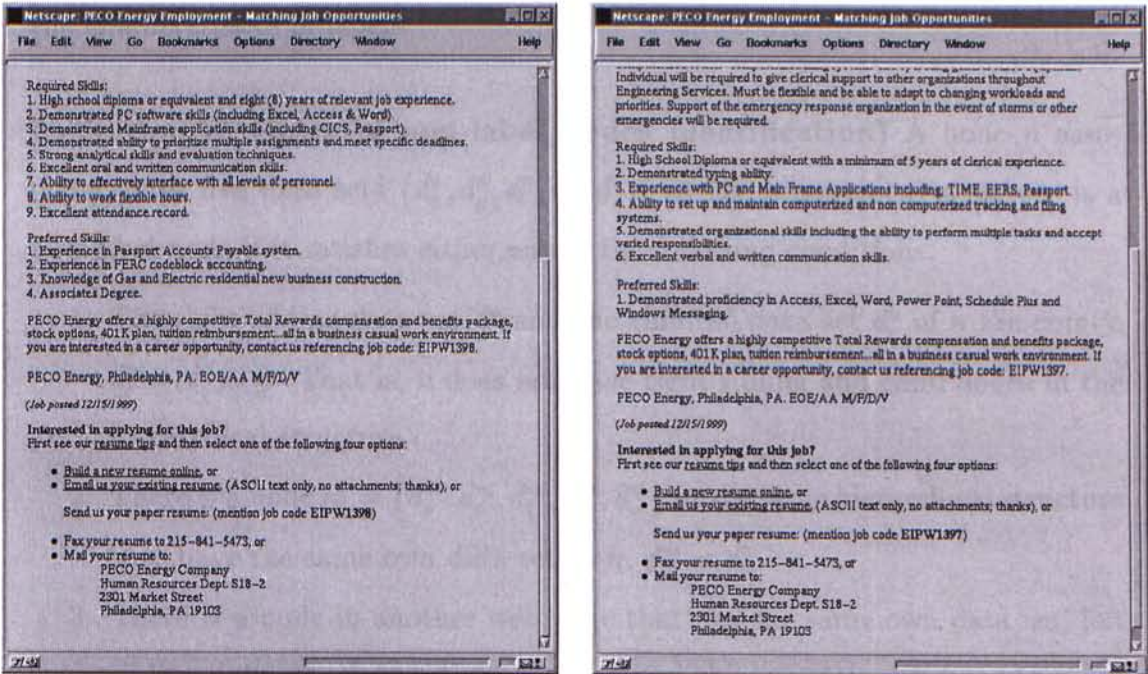 Netscape: PECO Energy Employment – Matching Job Opportunities
File Edit View Go Bookmarks Options Directory Window Help
Required Skills:
1. High school diploma or equivalent and eight (8) years of relevant job experience.
2. Demonstrated PC software skills (including Excel, Access & Word)
3. Demonstrated Mainframe application skills (including CICS, Passport).
4. Demonstrated ability to prioritize multiple assignments and meet specific deadlines.
5. Strong analytical skills and evaluation techniques.
6. Excellent oral and written communication skills.
7. Ability to effectively interface with all levels of personnel.
8. Ability to work flexible hours.
9. Excellent attendance record.
Preferred Skills:
1. Experience in Passport Accounts Payable system.
2. Experience in FERC codeblock accounting.
3. Knowledge of Gas and Electric residential new business construction.
4. Associates Degree.
PECO Energy offers a highly competitive Total Rewards compensation and benefits package,
stock options, 401K plan, tuition reimbursement...all in a business casual work environment. If
you are interested in a career opportunity, contact us referencing job code: EIPW1398.
PECO Energy, Philadelphia, PA. EOE/AA M/F/D/V
(Job posted 12/15/1999)
Interested in applying for this job?
First see our resume tips and then select one of the following four options:
• Build a new resume online, or
• Email us your existing resume, (ASCII text only, no attachments; thanks), or
Send us your paper resume: (mention job code EIPW1398)
• Fax your resume to 215-841-5473, or
• Mail your resume to:
PECO Energy Company
Human Resources Dept. S18-2
2301 Market Street
Philadelphia, PA 19103
Netscape: PECO Energy Employment – Matching Job Opportunities
File Edit View Go Bookmarks Options Directory Window Help
Individual will be required to give clerical support to other organizations throughout
Engineering Services. Must be flexible and be able to adapt to changing workloads and
priorities. Support of the emergency response organization in the event of storms or other
emergencies will be required.
Required Skills:
1. High School Diploma or equivalent with a minimum of 5 years of clerical experience.
2. Demonstrated typing ability.
3. Experience with PC and Main Frame Applications including; TIME, EERS, Passport
4. Ability to set up and maintain computerized and non computerized tracking and filing
systems.
5. Demonstrated organizational skills including the ability to perform multiple tasks and accept
varied responsibilities.
6. Excellent verbal and written communication skills.
Preferred Skills:
1. Demonstrated proficiency in Access, Excel, Word, Power Point, Schedule Plus and
Windows Messaging.
PECO Energy offers a highly competitive Total Rewards compensation and benefits package,
stock options, 401K plan, tuition reimbursement...all in a business casual work environment. If
you are interested in a career opportunity, contact us referencing job code: EIPW1397.
PECO Energy, Philadelphia, PA. EOE/AA M/F/D/V
(Job posted 12/15/1999)
Interested in applying for this job?
First see our resume tips and then select one of the following four options:
• Build a new resume online, or
• Email us your existing resume, (ASCII text only, no attachments; thanks), or
Send us your paper resume: (mention job code EIPW1397)
• Fax your resume to 215-841-5473, or
• Mail your resume to:
PECO Energy Company
Human Resources Dept. S18-2
2301 Market Street
Philadelphia, PA 19103